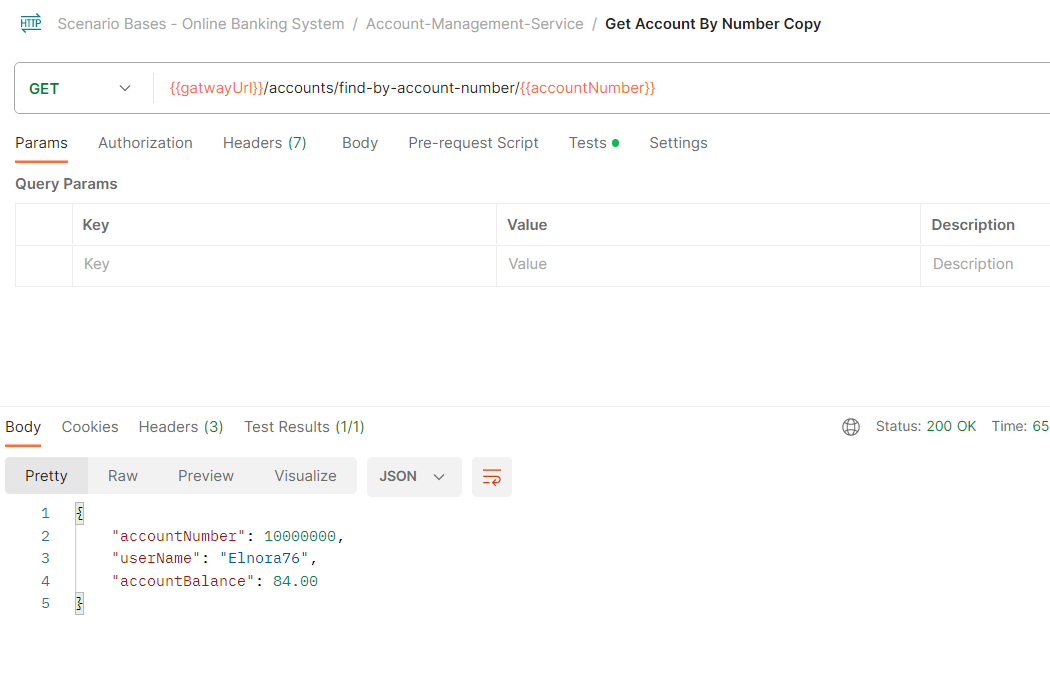 HTTP Scenario Bases - Online Banking System / Account-Management-Service / Get Account By Number Copy
GET {{gatwayUrl}}/accounts/find-by-account-number/{{accountNumber}}
Params Authorization Headers (7) Body Pre-request Script Tests Settings
Query Params
Key Value Description
Key Value Description
Body Cookies Headers (3) Test Results (1/1) Status: 200 OK Time: 65
Pretty Raw Preview Visualize JSON
1 {
2 "accountNumber": 10000000,
3 "userName": "Elnora76",
4 "accountBalance": 84.00
5 }